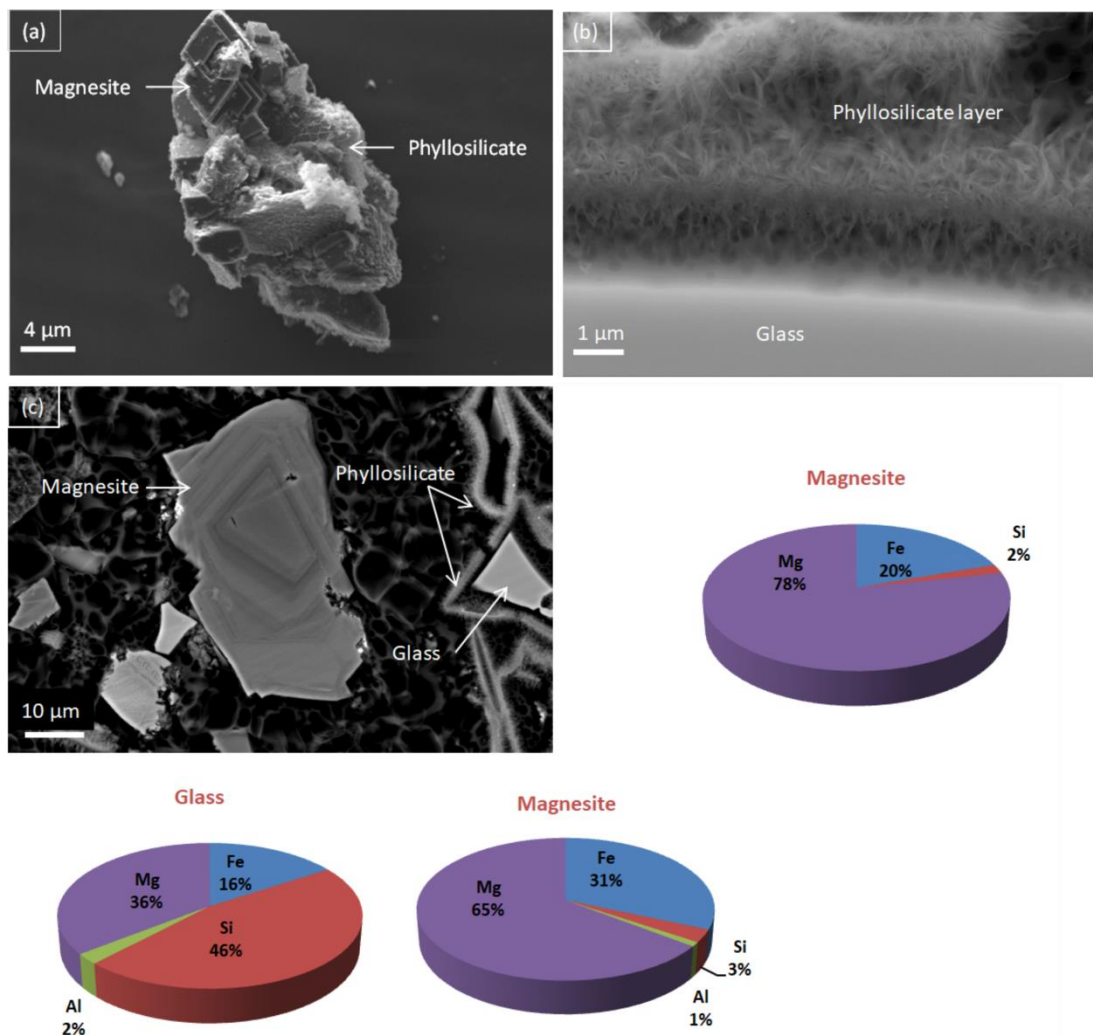 (a)
Magnesite
Phyllosilicate
4 µm
(b)
Phyllosilicate layer
Glass
1 µm
(c)
Magnesite
Phyllosilicate
Glass
10 µm
Magnesite
Mg
78%
Fe
20%
Si
2%
Glass
Mg
36%
Fe
16%
Si
46%
Al
2%
Magnesite
Mg
65%
Fe
31%
Si
3%
Al
1%